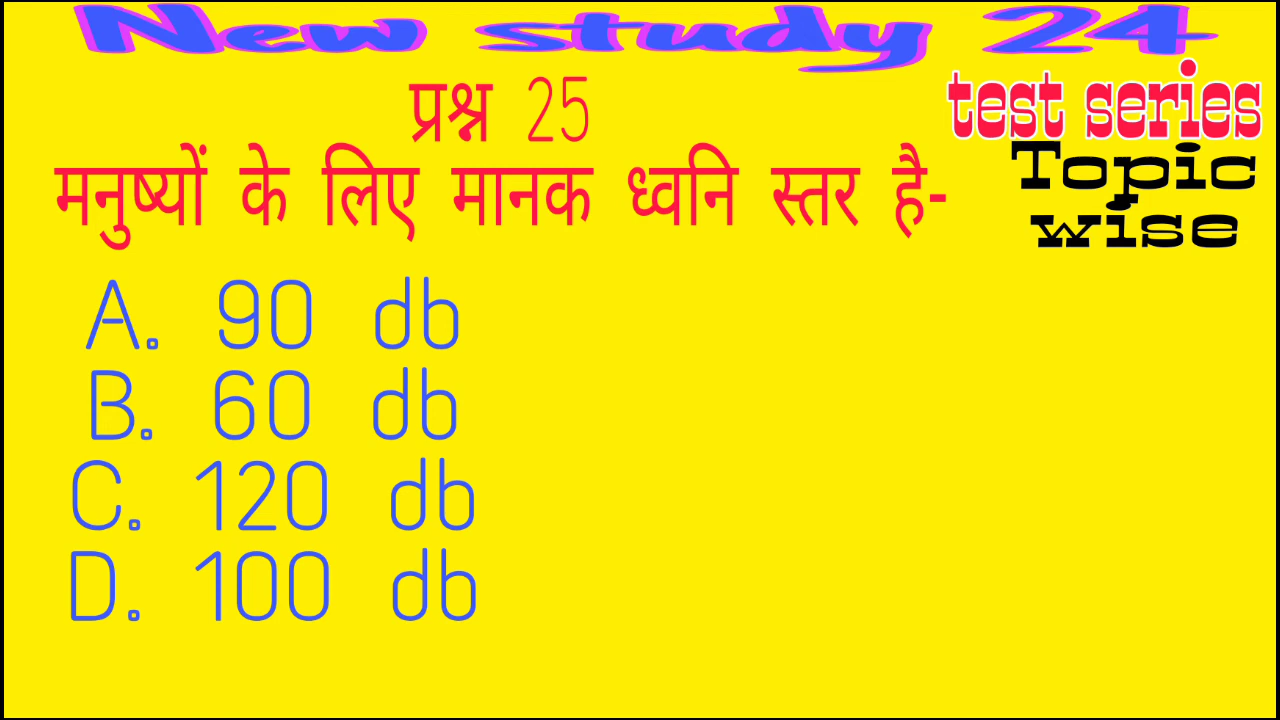 New study 24
test series
Topic
wise
प्रश्न 25
मनुष्यों के लिए मानक ध्वनि स्तर है-
A. 90 db
B. 60 db
C. 120 db
D. 100 db